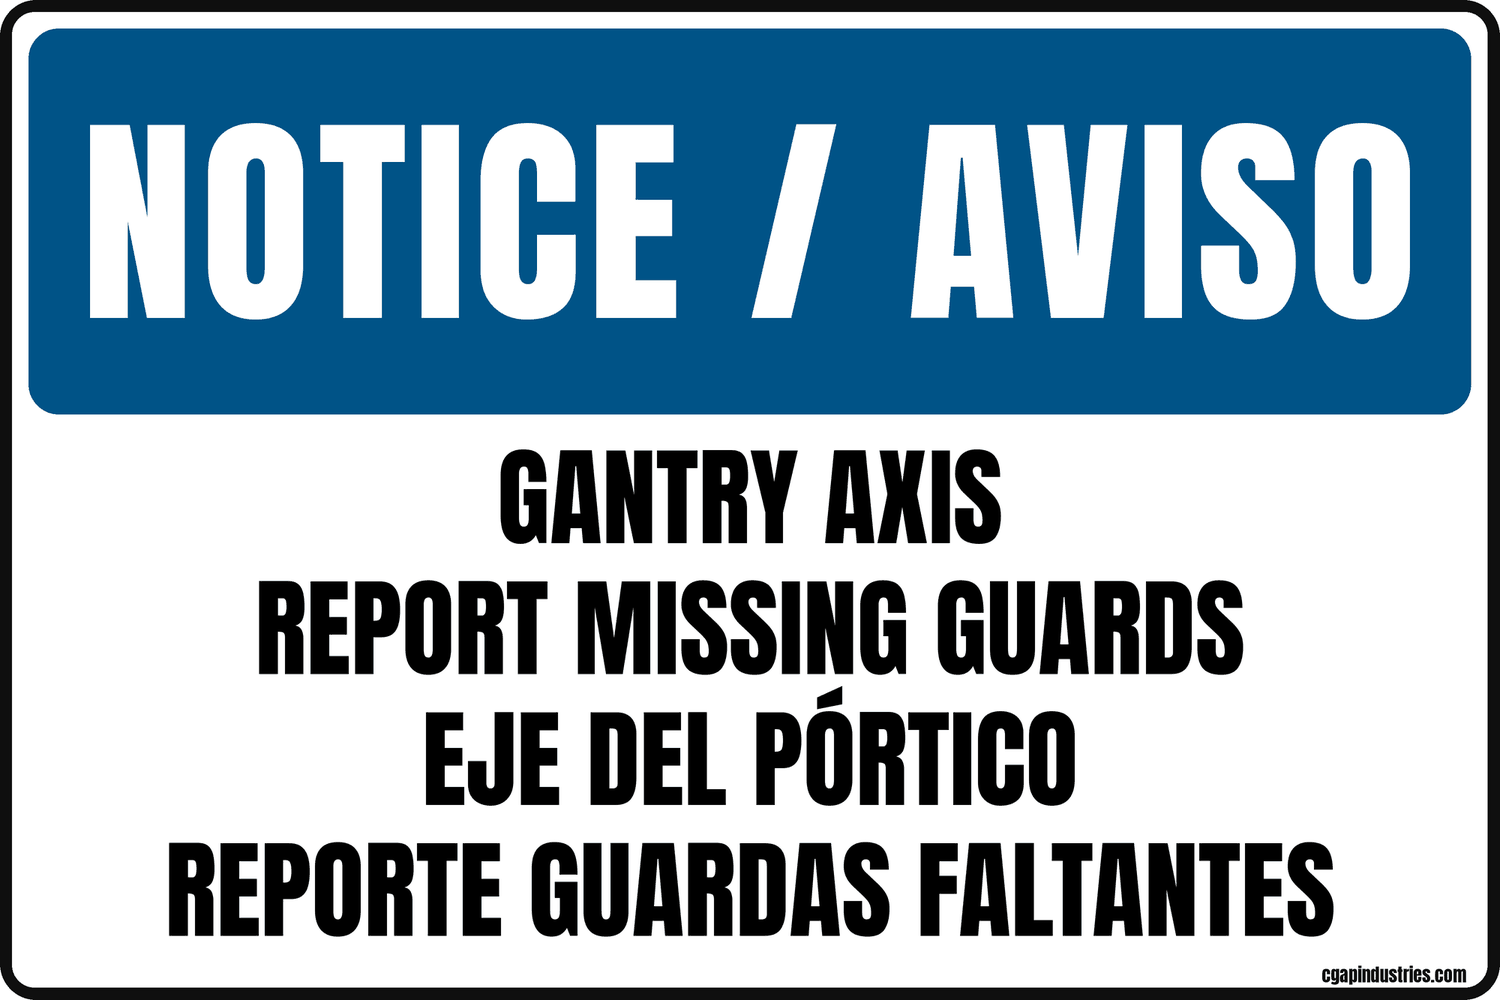 NOTICE / AVISO
GANTRY AXIS
REPORT MISSING GUARDS
EJE DEL PÓRTICO
REPORTE GUARDAS FALTANTES
cgapindustries.com